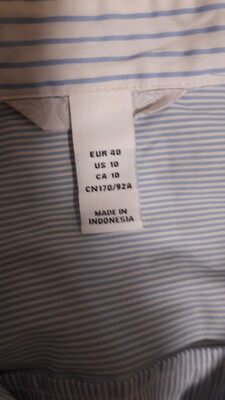 EUR 40
US 10
CA 10
CN170/92A
MADE IN
INDONESIA